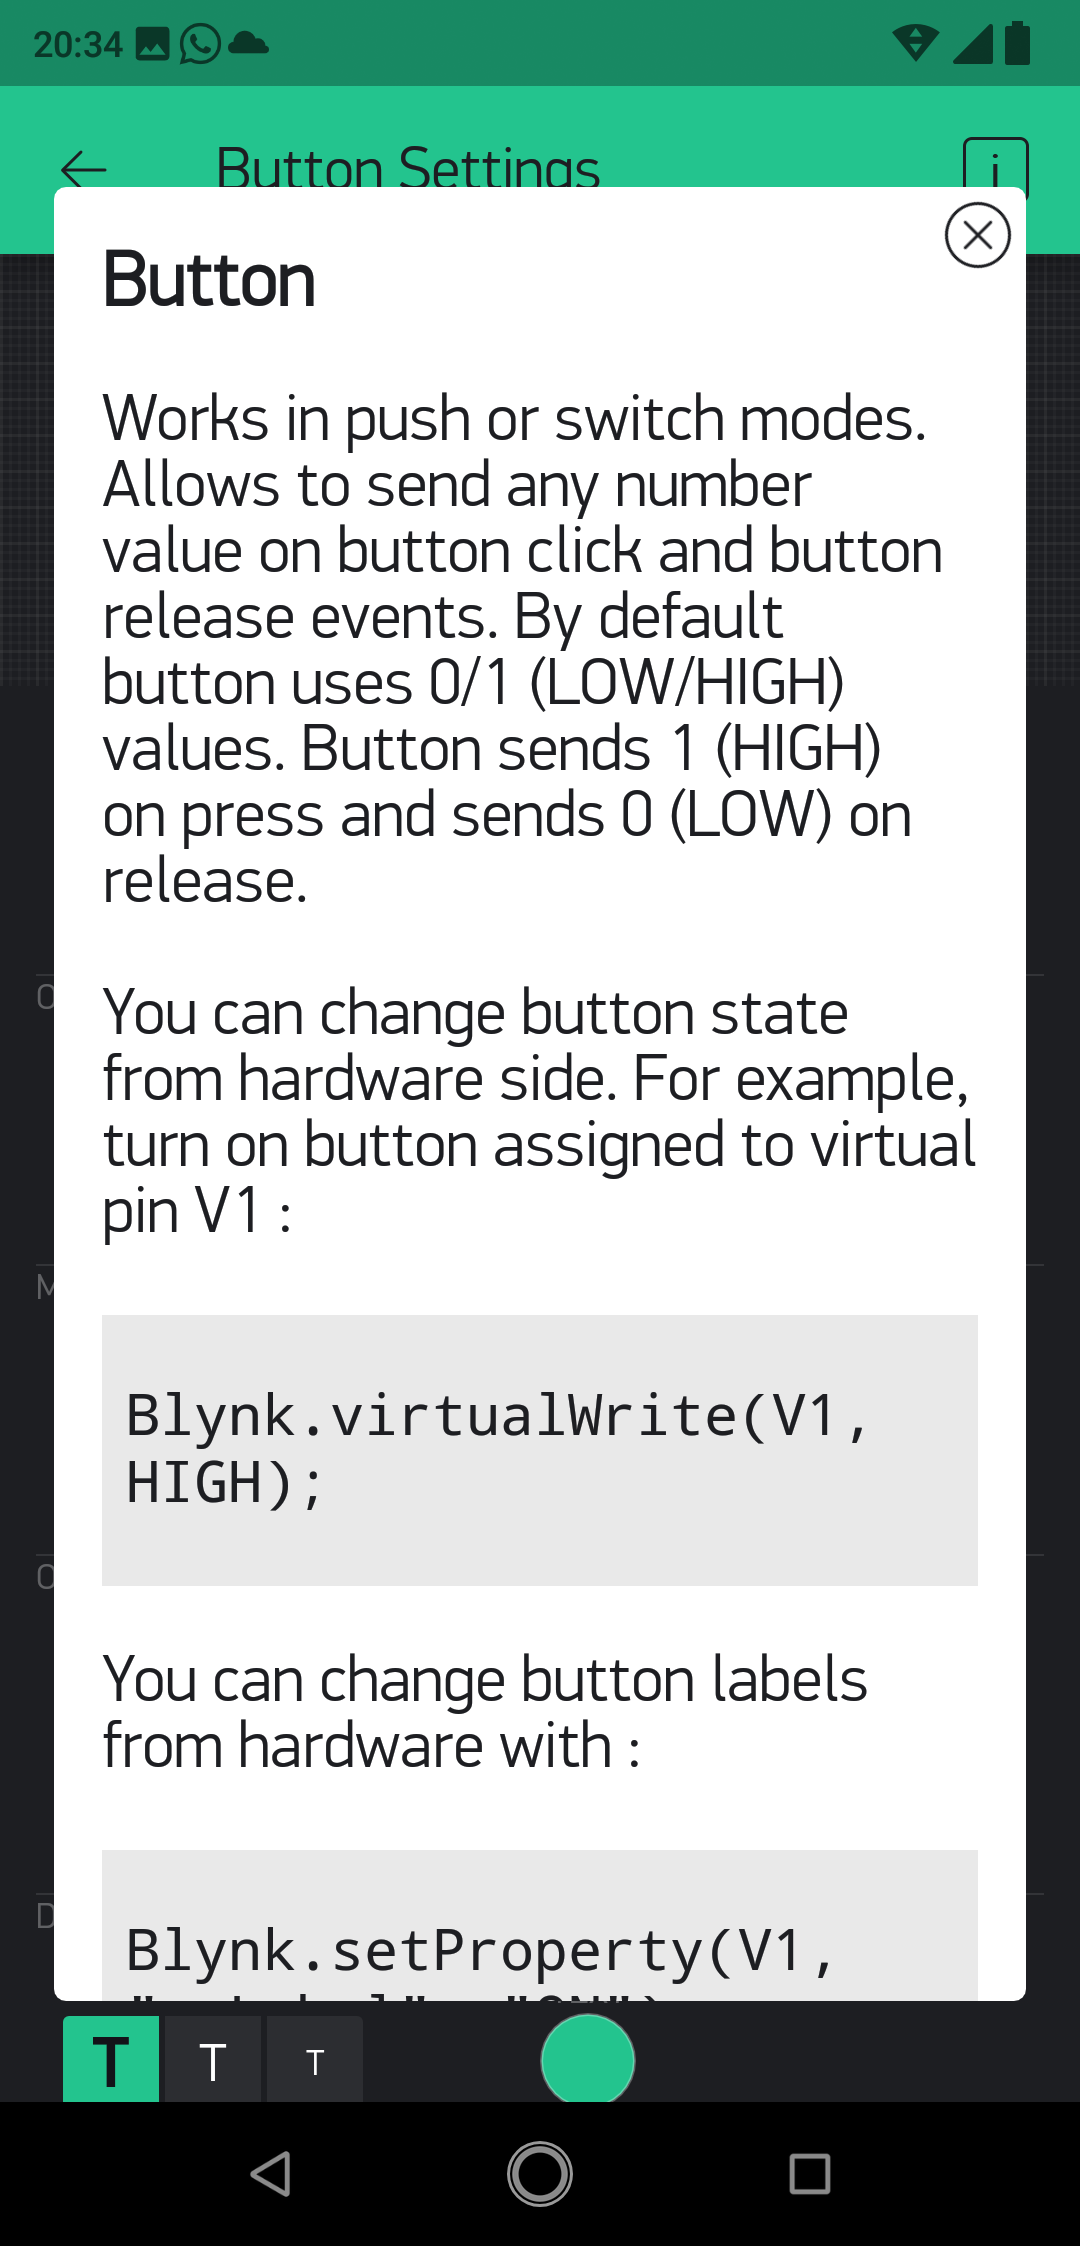 20:34
Button Settings
i
Button
Works in push or switch modes.
Allows to send any number
value on button click and button
release events. By default
button uses 0/1 (LOW/HIGH)
values. Button sends 1 (HIGH)
on press and sends 0 (LOW) on
release.
You can change button state
from hardware side. For example,
turn on button assigned to virtual
pin V1 :
Blynk.virtualWrite(V1,
HIGH);
You can change button labels
from hardware with :
Blynk.setProperty(V1,
T T T